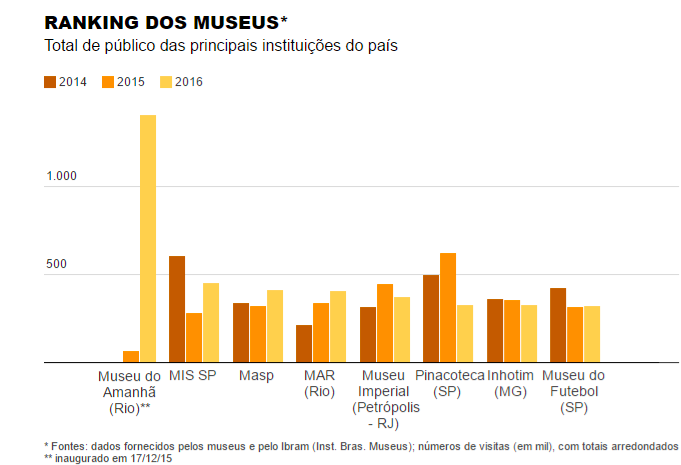 RANKING DOS MUSEUS*
Total de público das principais instituições do país
2014 2015 2016
1.000
500
Museu do Amanhã (Rio)**
MIS SP
Masp
MAR (Rio)
Museu Imperial (Petrópolis - RJ)
Pinacoteca (SP)
Inhotim (MG)
Museu do Futebol (SP)
* Fontes: dados fornecidos pelos museus e pelo Ibram (Inst. Bras. Museus); números de visitas (em mil), com totais arredondados
** inaugurado em 17/12/15